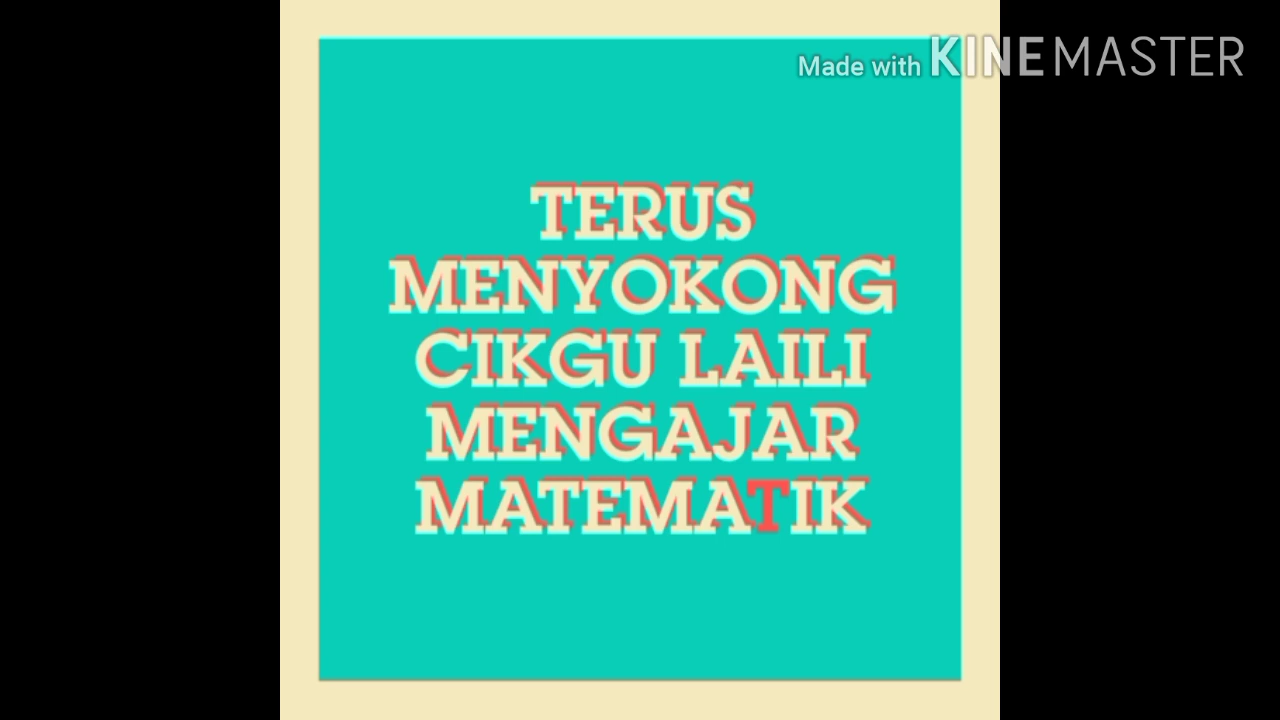 Made with KINEMASTER
TERUS
MENYOKONG
CIKGU LAILI
MENGAJAR
MATEMATIK